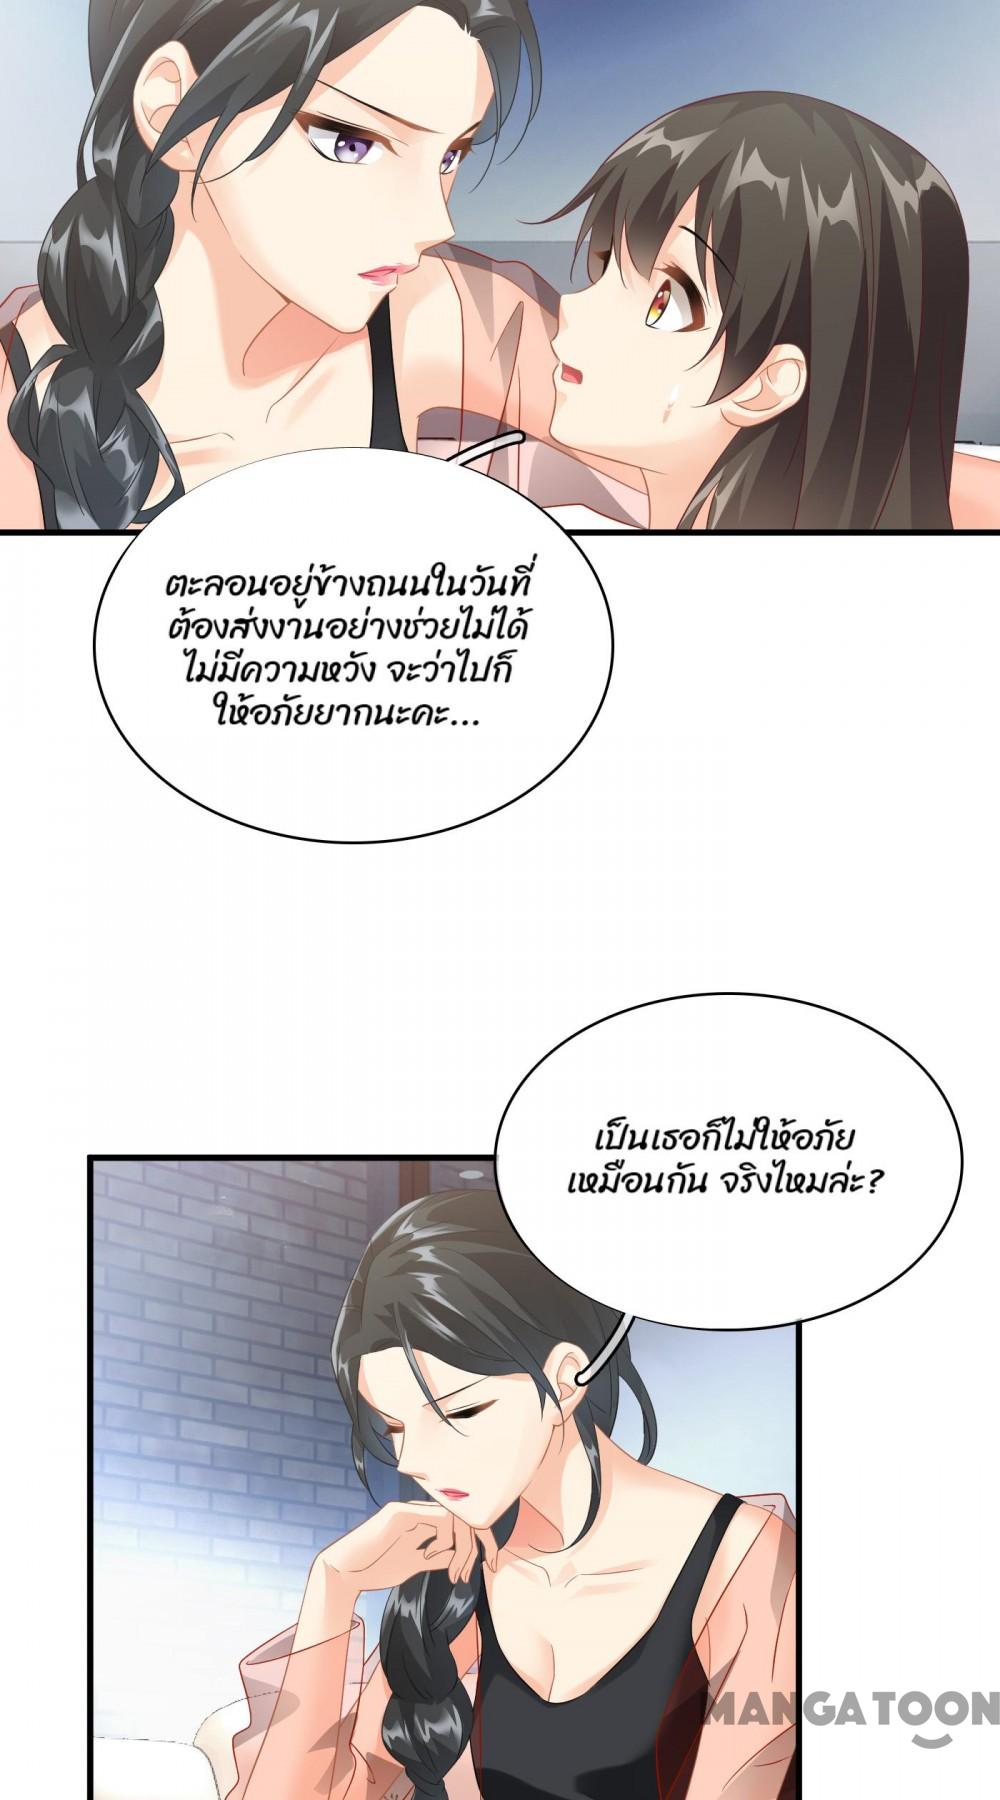 ตะลอนอยู่ข้างถนนในวันที่
ต้องส่งงานอย่างช่วยไม่ได้
ไม่มีความหวัง จะว่าไปก็
ให้อภัยยากนะคะ...
เป็นเธอก็ไม่ให้อภัย
เหมือนกัน จริงไหมล่ะ?
MANGATOON